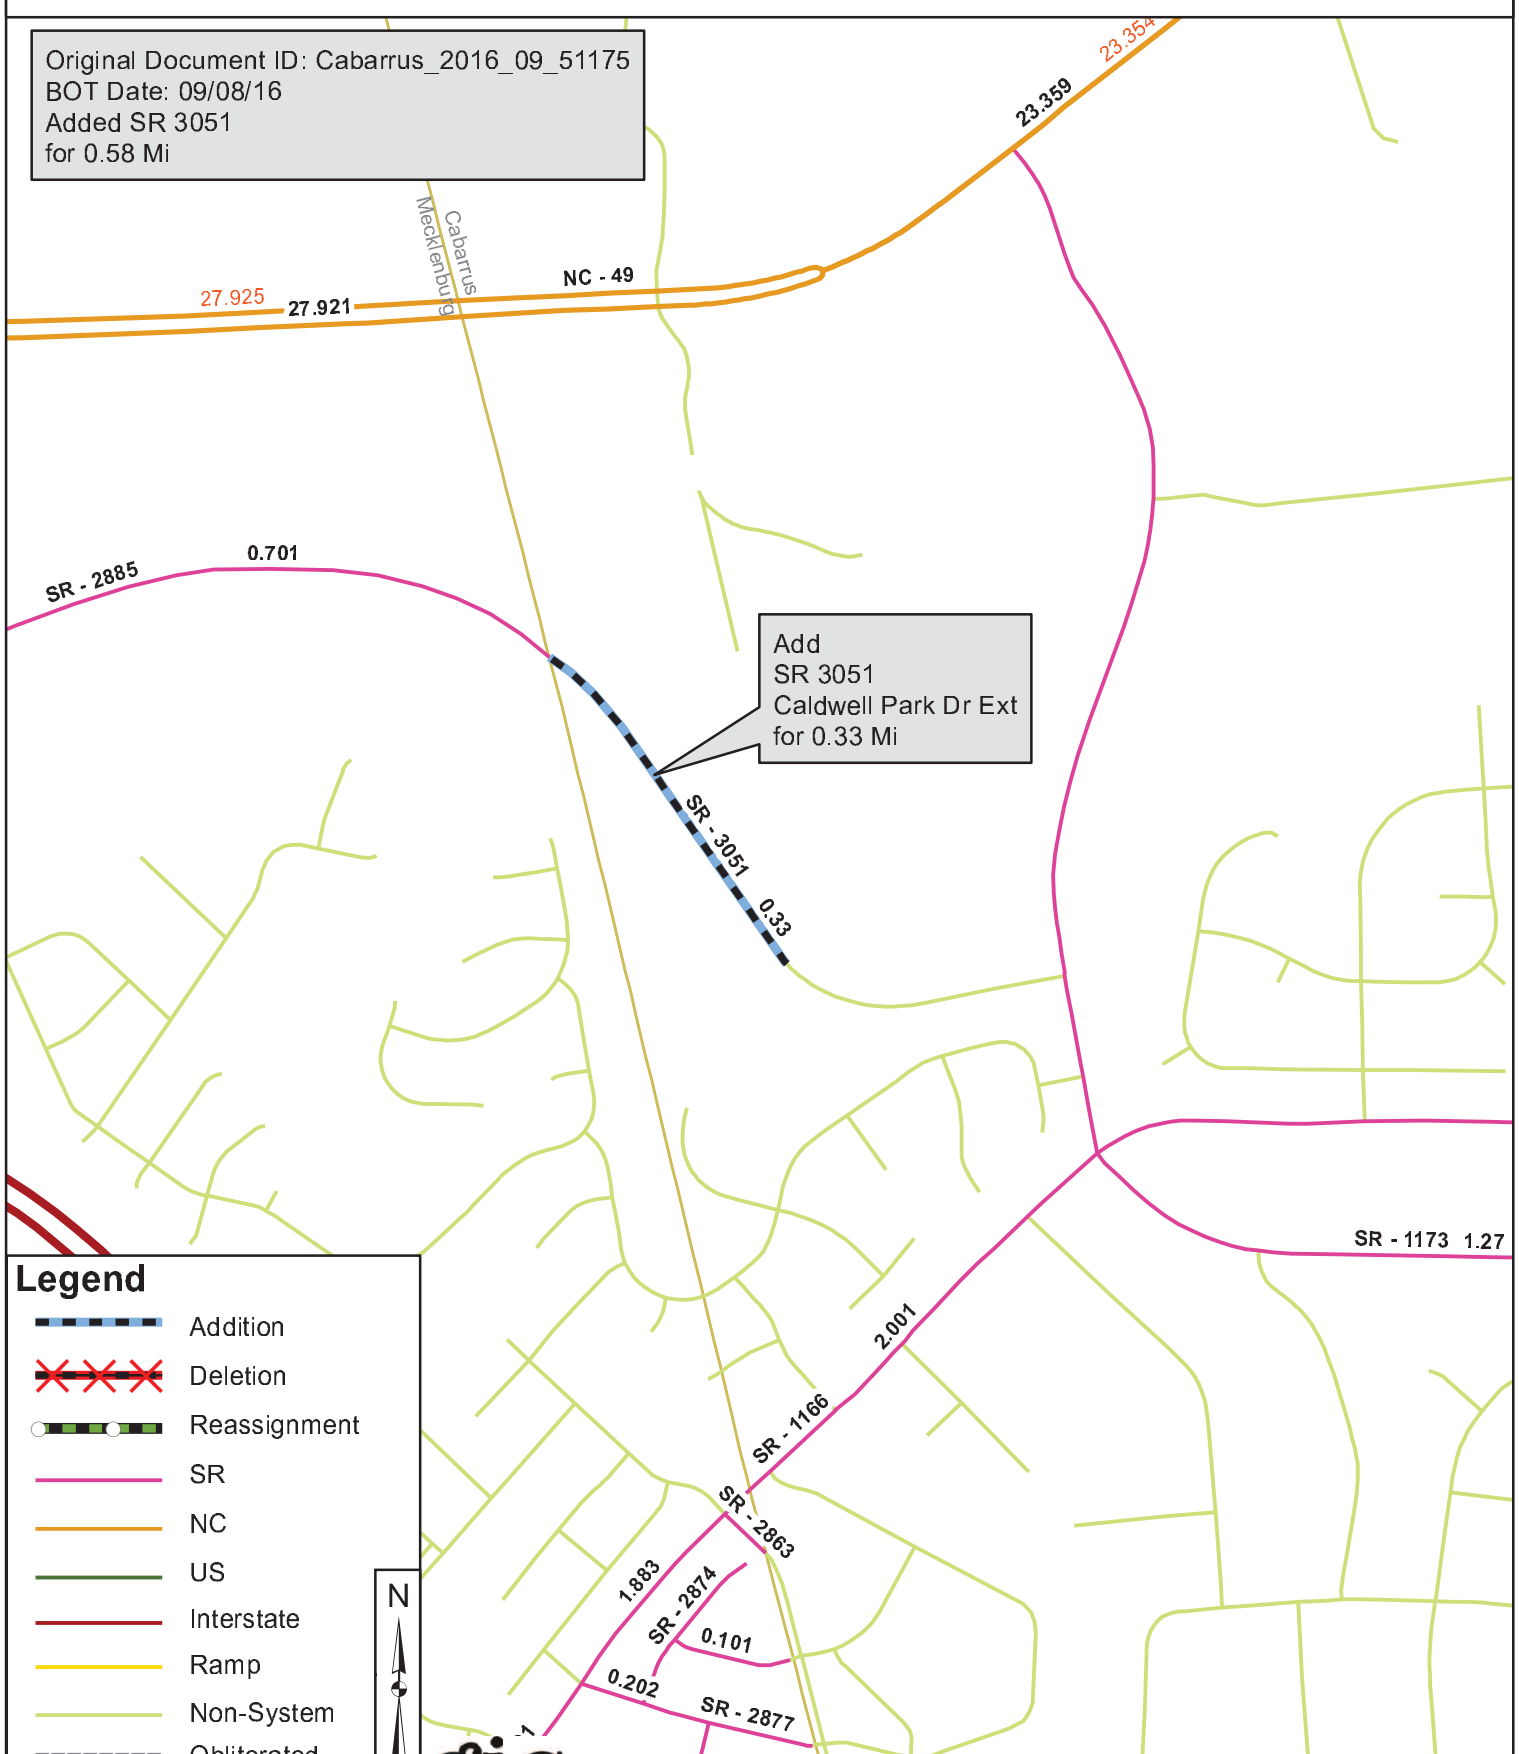 Original Document ID: Cabarrus_2016_09_51175
BOT Date: 09/08/16
Added SR 3051
for 0.58 Mi
23.354
23.359
Cabarrus
Mecklenburg
NC - 49
27.925
27.921
0.701
SR - 2885
Add
SR 3051
Caldwell Park Dr Ext
for 0.33 Mi
SR - 3051
0.33
SR - 1173 1.27
2.001
SR - 1166
SR - 2863
1.883
SR - 2874
0.101
0.202
SR - 2877
Legend
Addition
Deletion
Reassignment
SR
NC
US
Interstate
Ramp
Non-System
Obliterated
N